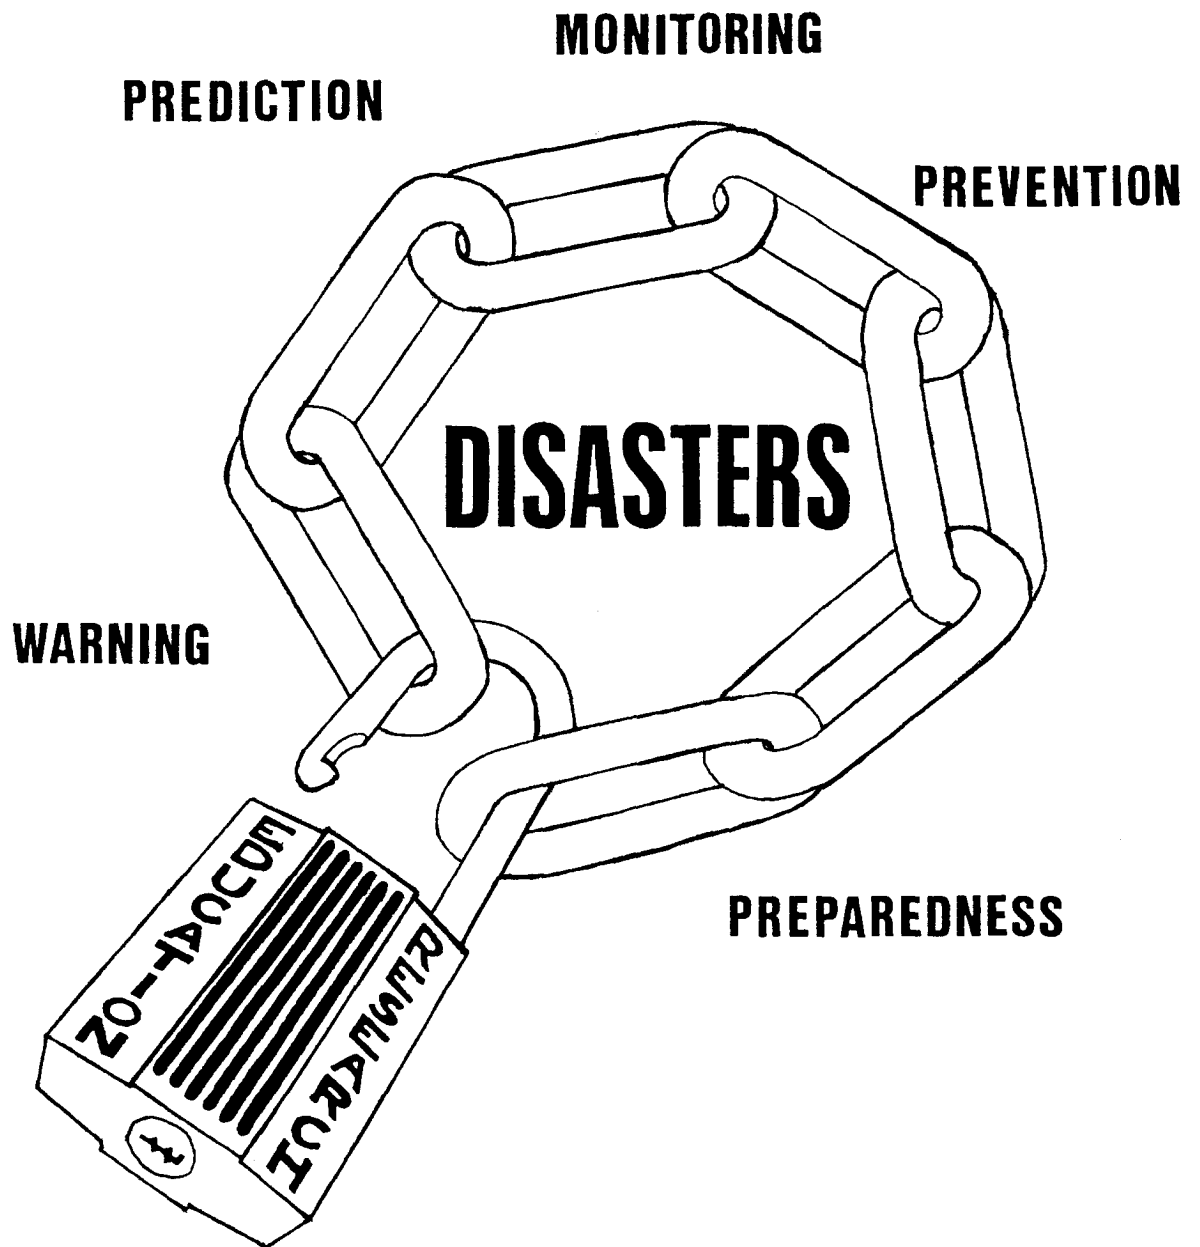 MONITORING
PREDICTION
PREVENTION
DISASTERS
WARNING
PREPAREDNESS
EDUCATION
RESEARCH